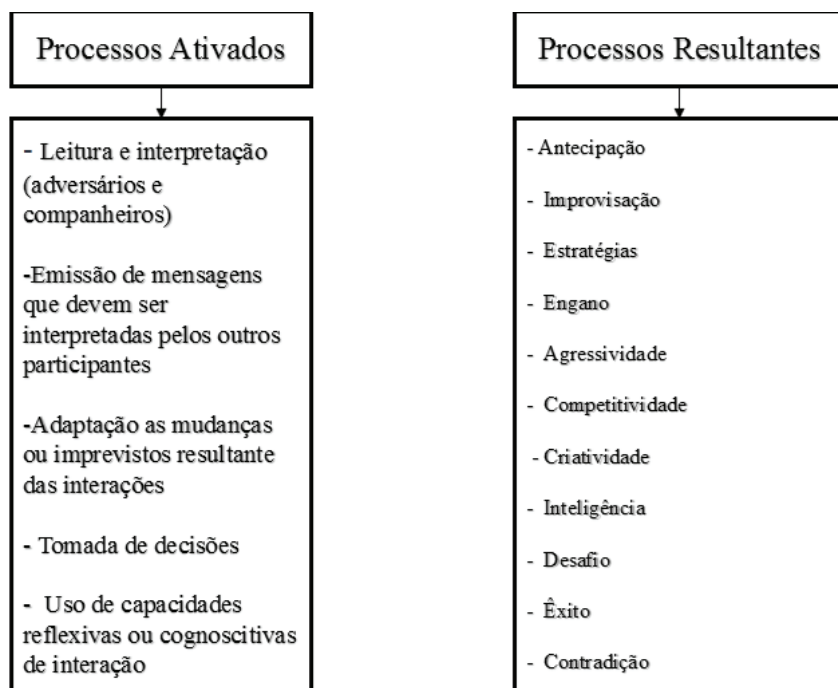 Processos Ativados
- Leitura e interpretação
(adversários e
companheiros)
-Emissão de mensagens
que devem ser
interpretadas pelos outros
participantes
-Adaptação as mudanças
ou imprevistos resultante
das interações
- Tomada de decisões
- Uso de capacidades
reflexivas ou cognoscitivas
de interação
Processos Resultantes
- Antecipação
- Improvisação
- Estratégias
- Engano
- Agressividade
- Competitividade
- Criatividade
- Inteligência
- Desafio
- Êxito
- Contradição